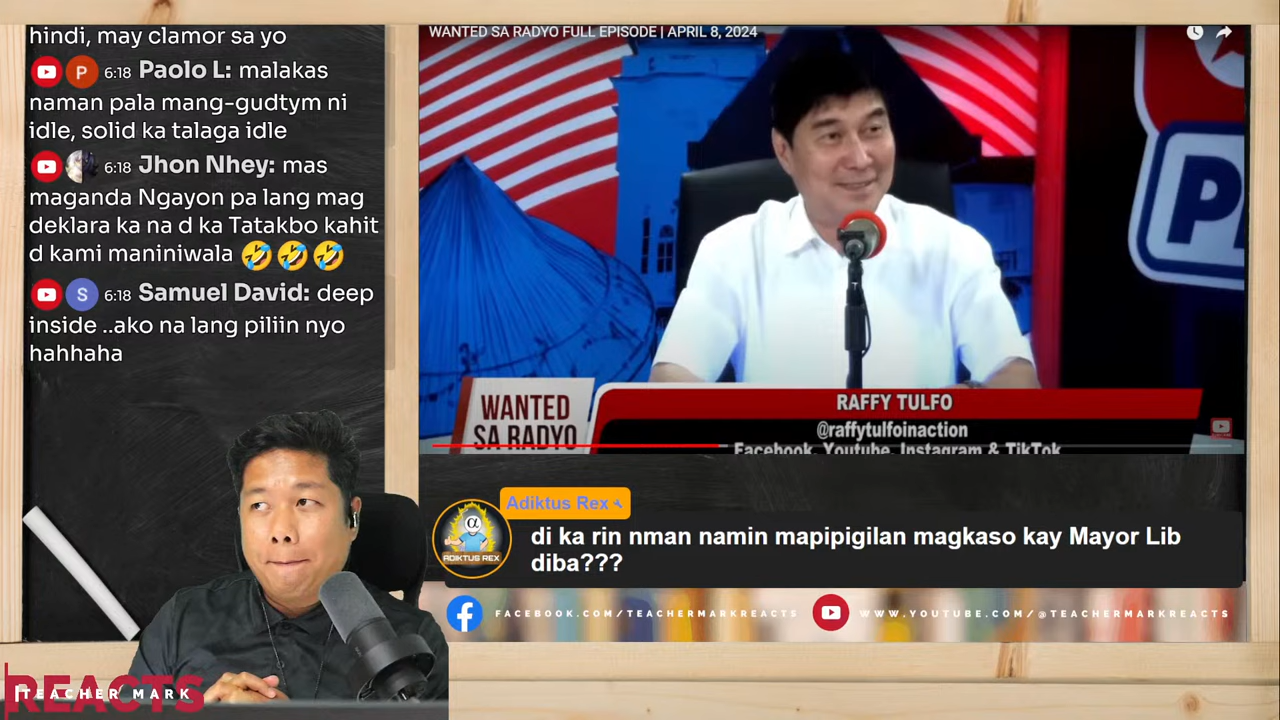 hindi, may clamor sa yo
P 6:18 Paolo L: malakas
naman pala mang-gudtym ni
idle, solid ka talaga idle
6:18 Jhon Nhey: mas
maganda Ngayon pa lang mag
deklara ka na d ka Tatakbo kahit
d kami maniniwala 🤣🤣🤣
S 6:18 Samuel David: deep
inside ..ako na lang piliin nyo
hahhaha
WANTED SA RADYO FULL EPISODE | APRIL 8, 2024
P
WANTED
SA RADYO
RAFFY TULFO
@raffytulfoinaction
Facebook, Youtube, Instagram & TikTok
Adiktus Rex
α
ADIKTUS REX
di ka rin nman namin mapipigilan magkaso kay Mayor Lib
diba???
FACEBOOK.COM/TEACHERMARKREACTS
WWW.YOUTUBE.COM/@TEACHERMARKREACTS
TEACHER MARK
REACTS